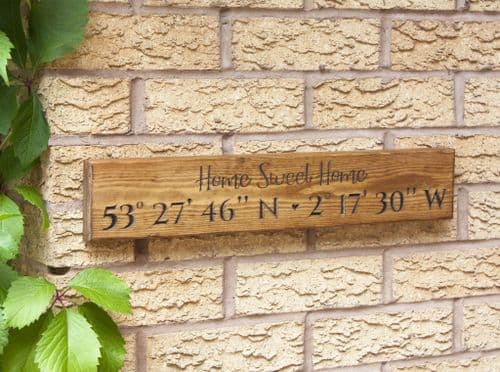 Home Sweet Home
53° 27' 46" N ♥ 2° 17' 30" W